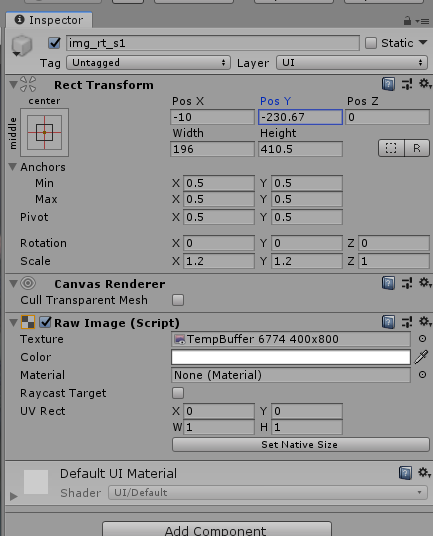 Inspector
img_rt_s1 Static
Tag Untagged Layer UI
Rect Transform
center Pos X Pos Y Pos Z
middle -10 -230.67 0
Width Height
196 410.5 R
Anchors
Min X 0.5 Y 0.5
Max X 0.5 Y 0.5
Pivot X 0.5 Y 0.5
Rotation X 0 Y 0 Z 0
Scale X 1.2 Y 1.2 Z 1
Canvas Renderer
Cull Transparent Mesh
Raw Image (Script)
Texture TempBuffer 6774 400x800
Color
Material None (Material)
Raycast Target
UV Rect X 0 Y 0
W 1 H 1
Set Native Size
Default UI Material
Shader UI/Default
Add Component